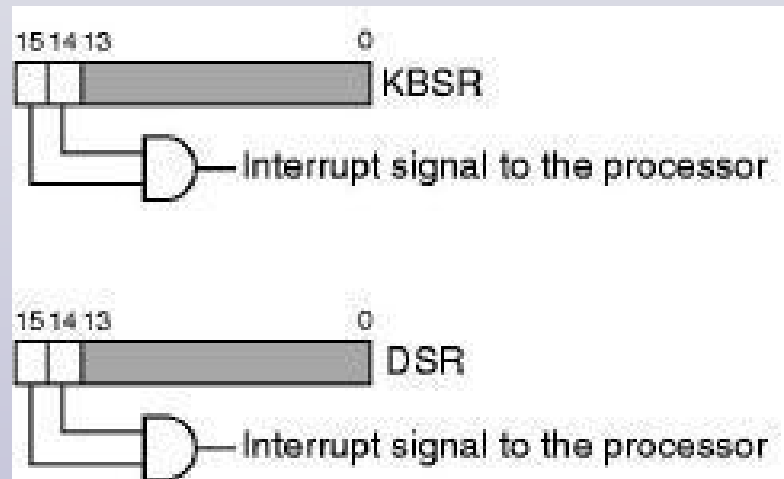 15 14 13 0
KBSR
Interrupt signal to the processor
15 14 13 0
DSR
Interrupt signal to the processor